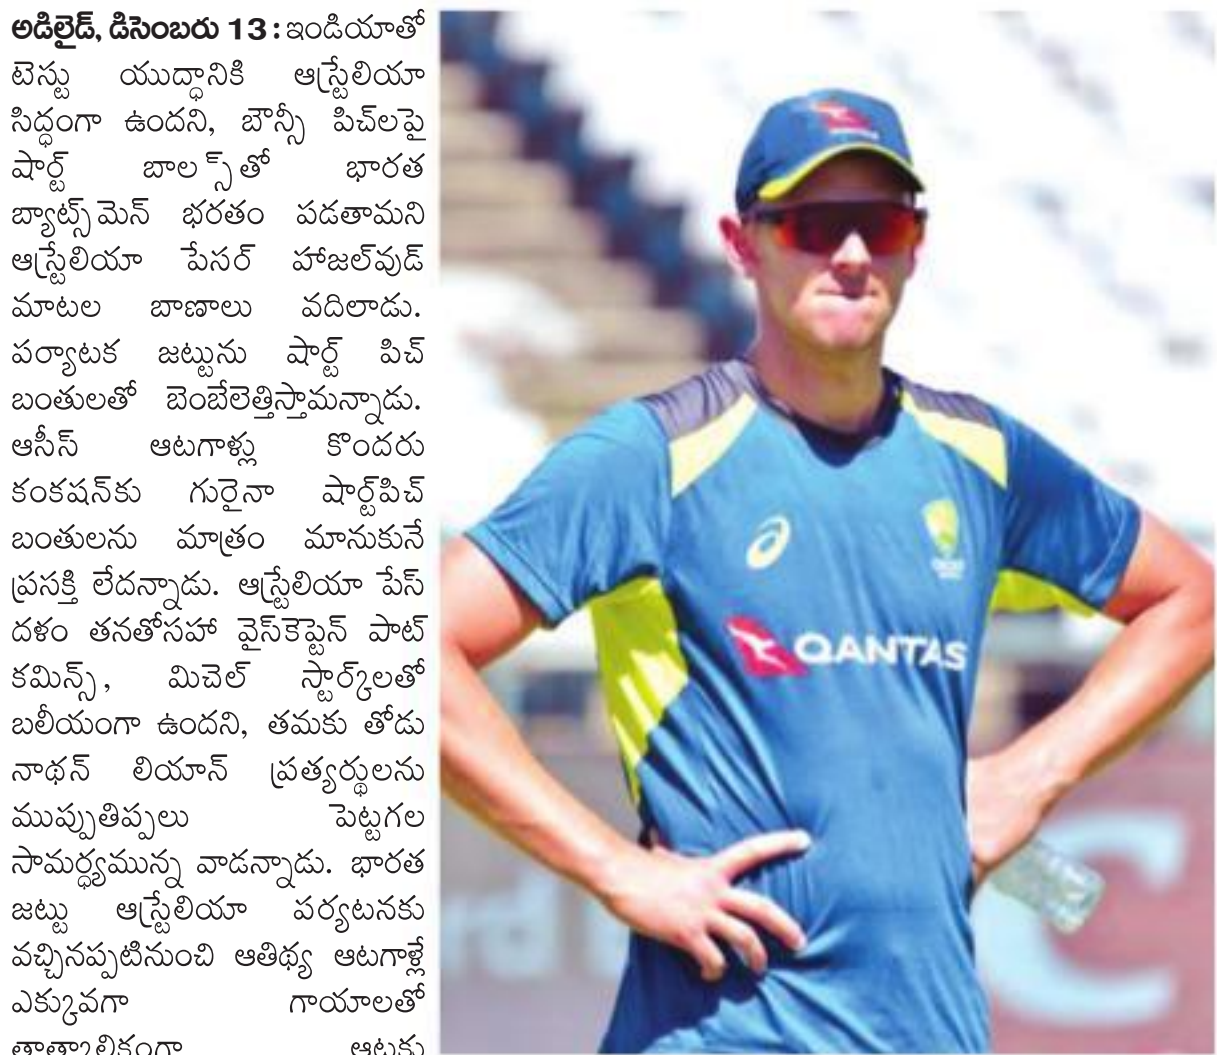 అడిలైడ్, డిసెంబరు 13 : ఇండియాతో
టెస్టు యుద్ధానికి ఆస్ట్రేలియా
సిద్ధంగా ఉందని, బౌన్సీ పిచ్‌లపై
షార్ట్ బాల్స్‌తో భారత
బ్యాట్స్‌మెన్ భరతం పడతామని
ఆస్ట్రేలియా పేసర్ హాజల్‌వుడ్
మాటల బాణాలు వదిలాడు.
పర్యాటక జట్టును షార్ట్ పిచ్
బంతులతో బెంబేలెత్తిస్తామన్నాడు.
ఆసీస్ ఆటగాళ్లు కొందరు
కంకషన్‌కు గురైనా షార్ట్‌పిచ్
బంతులను మాత్రం మానుకునే
ప్రసక్తి లేదన్నాడు. ఆస్ట్రేలియా పేస్
దళం తనతోసహా వైస్‌కెప్టెన్ పాట్
కమిన్స్, మిచెల్ స్టార్క్‌లతో
బలీయంగా ఉందని, తమకు తోడు
నాథన్ లియాన్ ప్రత్యర్థులను
ముప్పుతిప్పలు పెట్టగల
సామర్థ్యమున్న వాడన్నాడు. భారత
జట్టు ఆస్ట్రేలియా పర్యటనకు
వచ్చినప్పటినుంచి ఆతిథ్య ఆటగాళ్లే
ఎక్కువగా గాయాలతో
QANTAS